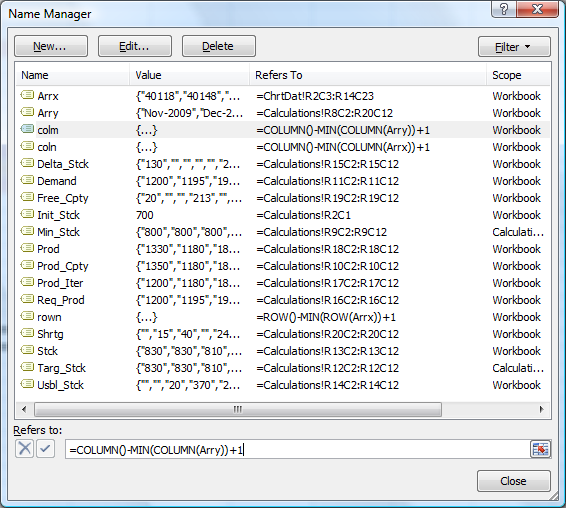 Name Manager
New... Edit... Delete Filter
Name Value Refers To Scope
Arrx {"40118","40148","... =ChrtDat!R2C3:R14C23 Workbook
Arry {"Nov-2009","Dec-2... =Calculations!R8C2:R20C12 Workbook
colm {...} =COLUMN()-MIN(COLUMN(Arry))+1 Workbook
coln {...} =COLUMN()-MIN(COLUMN(Arrx))+1 Workbook
Delta_Stck {"130","","","","","2... =Calculations!R15C2:R15C12 Workbook
Demand {"1200","1195","19... =Calculations!R11C2:R11C12 Workbook
Free_Cpty {"20","","","213","",... =Calculations!R19C2:R19C12 Workbook
Init_Stck 700 =Calculations!R2C1 Workbook
Min_Stck {"800","800","800",... =Calculations!R9C2:R9C12 Calculati...
Prod {"1330","1180","18... =Calculations!R18C2:R18C12 Workbook
Prod_Cpty {"1350","1180","18... =Calculations!R10C2:R10C12 Workbook
Prod_Iter {"1200","1180","18... =Calculations!R17C2:R17C12 Workbook
Req_Prod {"1200","1195","19... =Calculations!R16C2:R16C12 Workbook
rown {...} =ROW()-MIN(ROW(Arrx))+1 Workbook
Shrtg {"","15","40","","24... =Calculations!R20C2:R20C12 Workbook
Stck {"830","830","810",... =Calculations!R13C2:R13C12 Workbook
Targ_Stck {"830","830","810",... =Calculations!R12C2:R12C12 Calculati...
Usbl_Stck {"","","20","370","2... =Calculations!R14C2:R14C12 Workbook
Refers to:
=COLUMN()-MIN(COLUMN(Arry))+1
Close